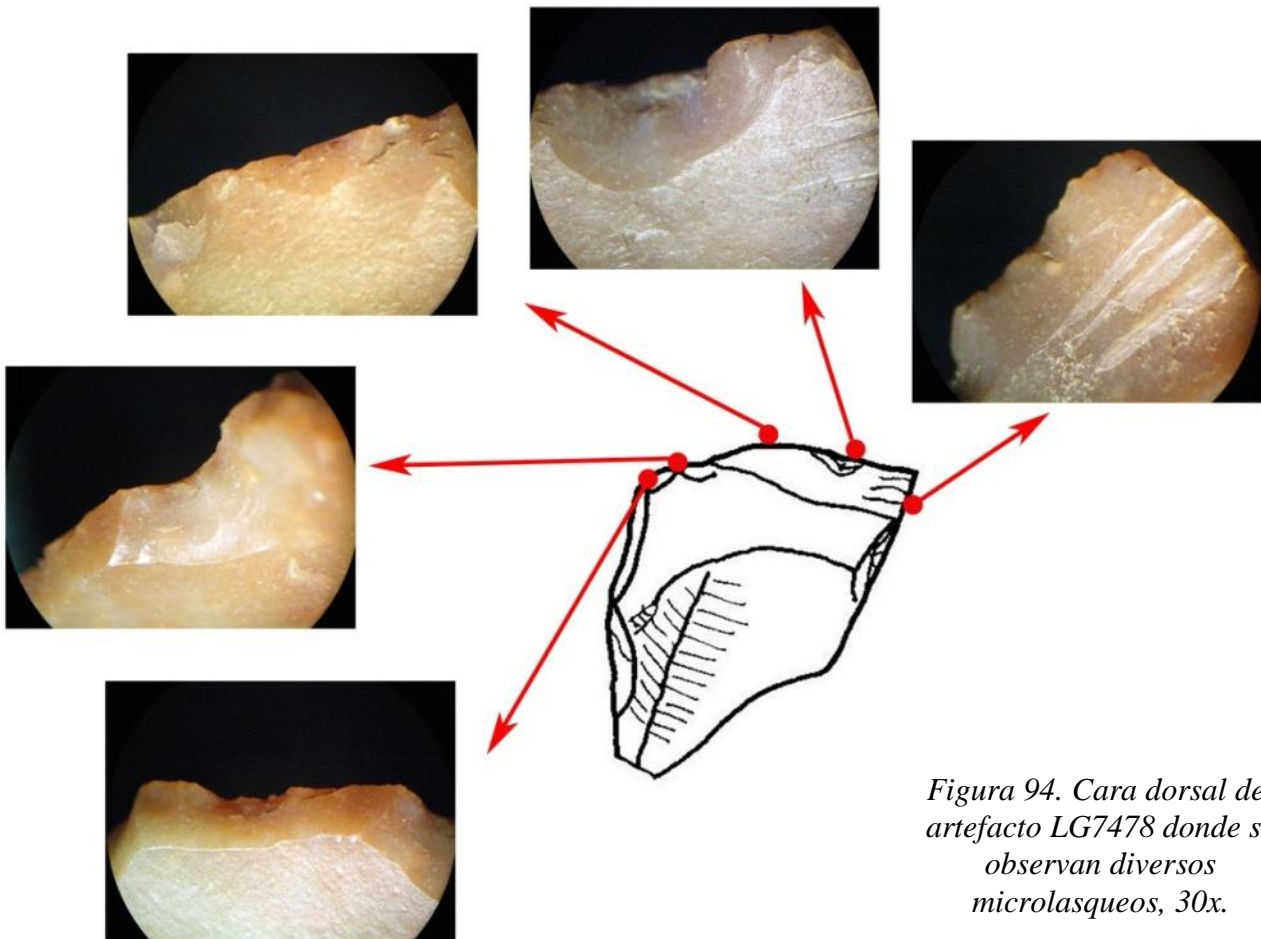 Figura 94. Cara dorsal de
artefacto LG7478 donde s
observan diversos
microlasqueos, 30x.